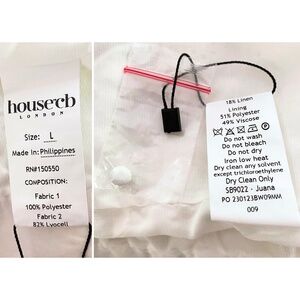 house of cb
LONDON
Size: L
Made In: Philippines
RN#150550
COMPOSITION:
Fabric 1
100% Polyester
Fabric 2
82% Lyocell
18% Linen
Lining
51% Polyester
49% Viscose
Do not wash
Do not bleach
Do not dry
Iron low heat
Dry clean any solvent
except trichloroethylene
Dry Clean Only
SB9022 - Juana
PO 230123BW09MM
009